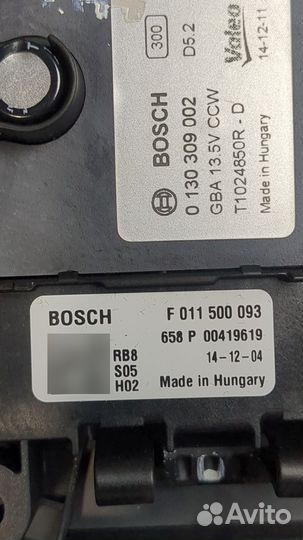 300
D5.2
Valeo
14-12-11
BOSCH
0 130 309 002
GBA 13.5V CCW
T1024850R - D
Made in Hungary
BOSCH
F 011 500 093
658 P 00419619
RB8
14-12-04
S05
H02
Made in Hungary
Avito